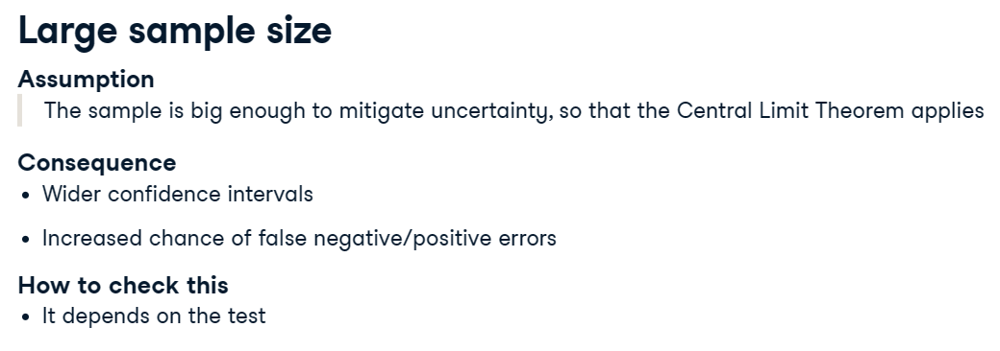 Large sample size
Assumption
The sample is big enough to mitigate uncertainty, so that the Central Limit Theorem applies
Consequence
• Wider confidence intervals
• Increased chance of false negative/positive errors
How to check this
• It depends on the test